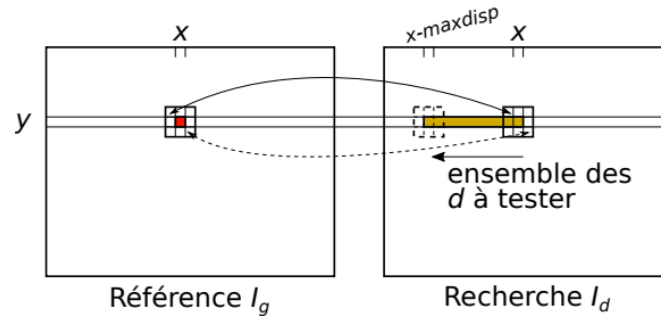 x
x-maxdisp
x
y
ensemble des
d à tester
Référence I_g
Recherche I_d